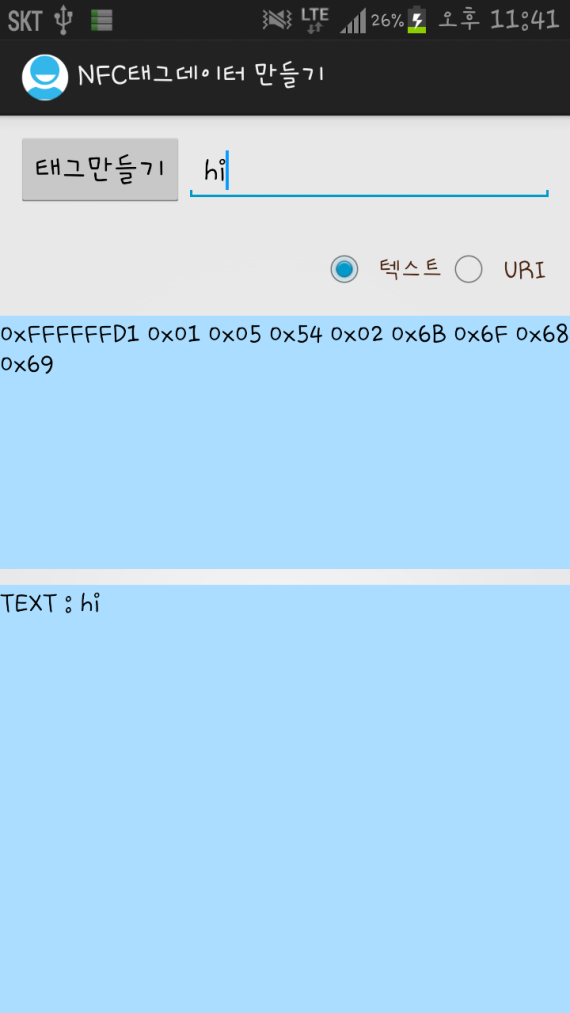 SKT LTE 26% 오후 11:41
NFC태그데이터 만들기
태그만들기 hi
텍스트 URI
0xFFFFFFD1 0x01 0x05 0x54 0x02 0x6B 0x6F 0x68
0x69
TEXT : hi